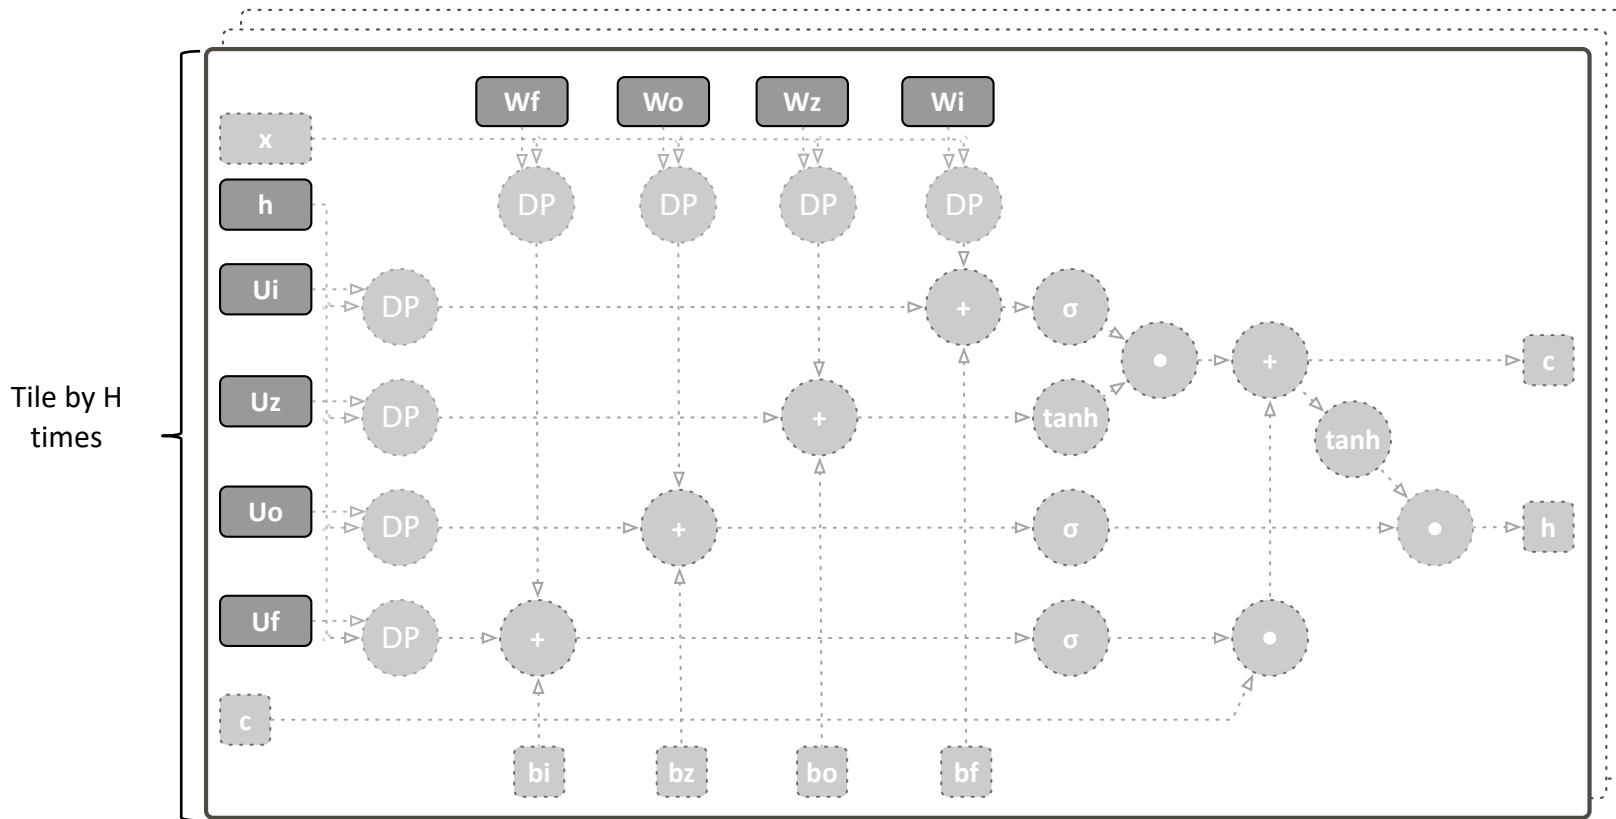 Wf Wo Wz Wi
x
h
DP DP DP DP
Ui DP + σ
• + c
Tile by H
times
Uz DP + tanh
tanh
Uo DP + σ • h
Uf DP + σ •
c
bi bz bo bf